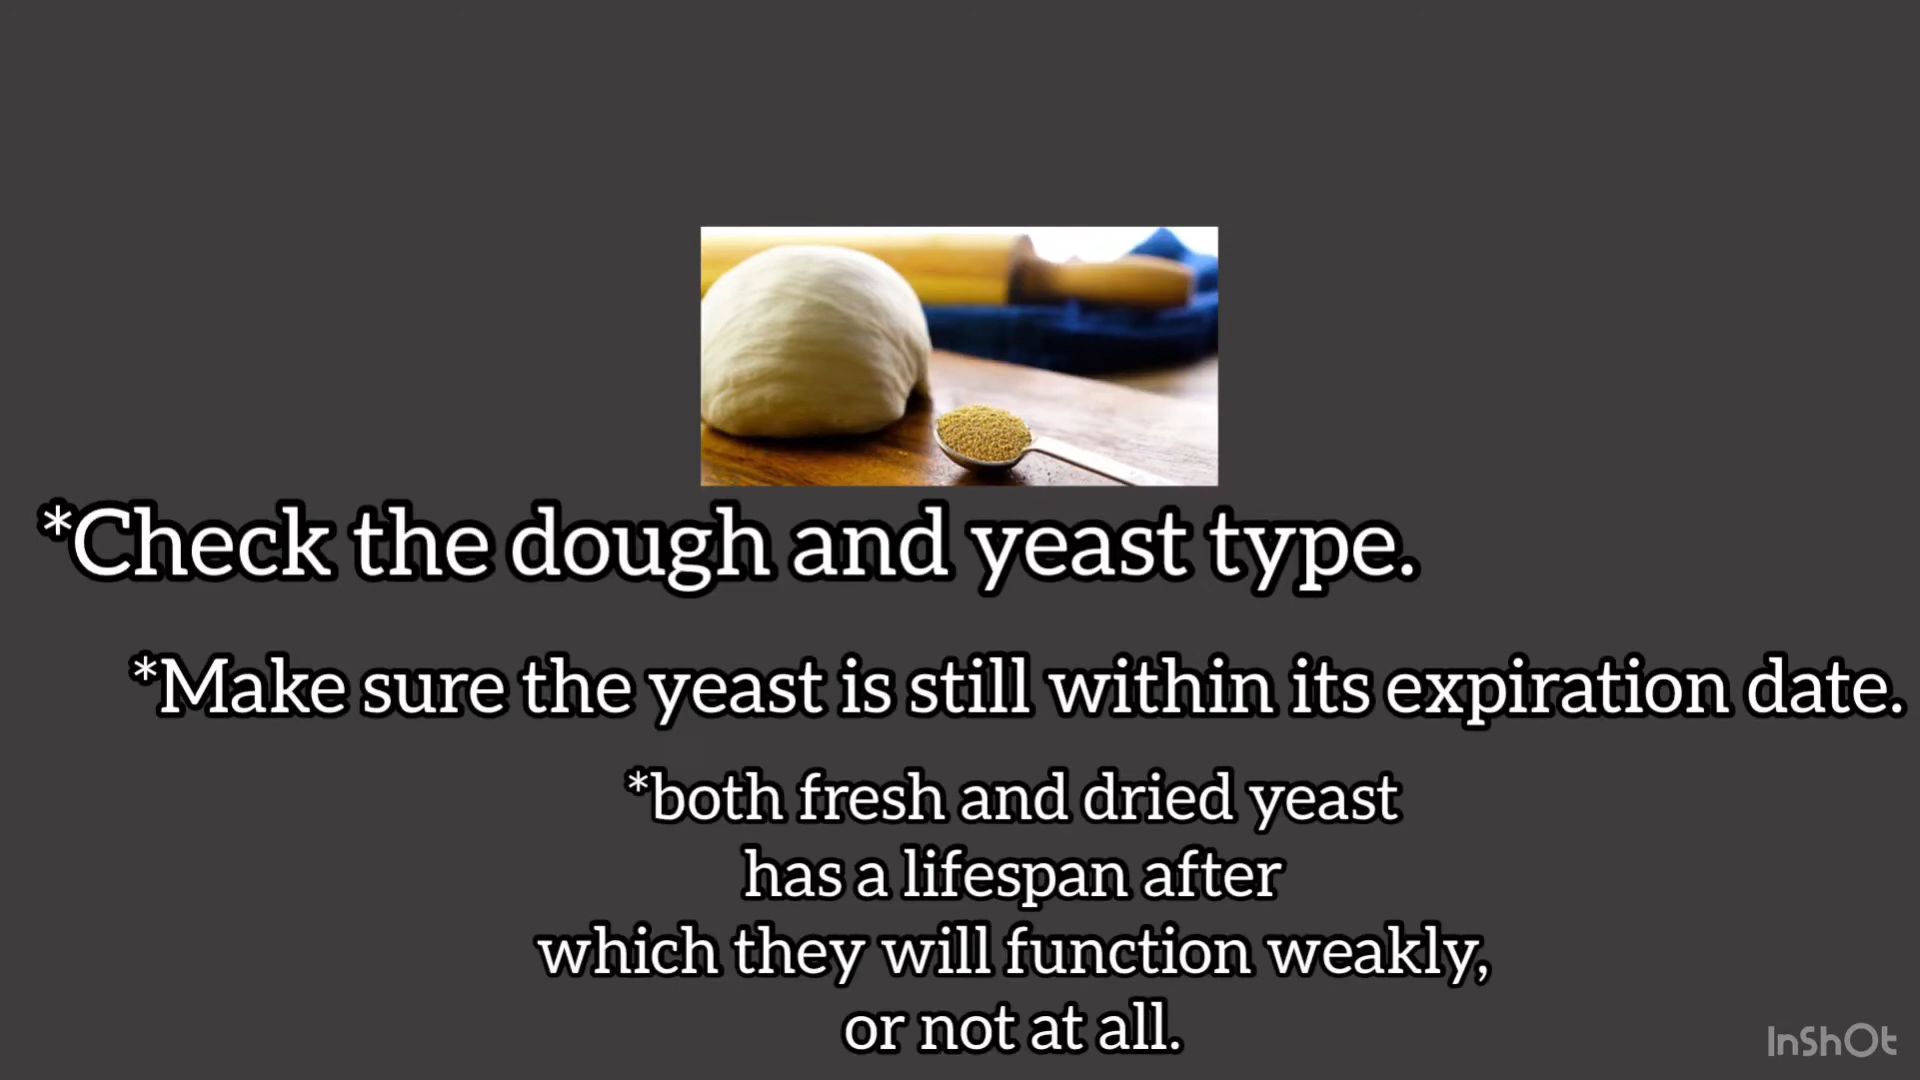 *Check the dough and yeast type.
*Make sure the yeast is still within its expiration date.
*both fresh and dried yeast
has a lifespan after
which they will function weakly,
or not at all.
InShOt